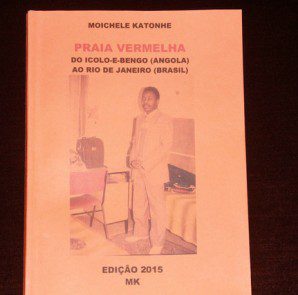 MOICHELE KATONHE
PRAIA VERMELHA
DO ICOLO-E-BENGO (ANGOLA)
AO RIO DE JANEIRO (BRASIL)
EDIÇÃO 2015
MK